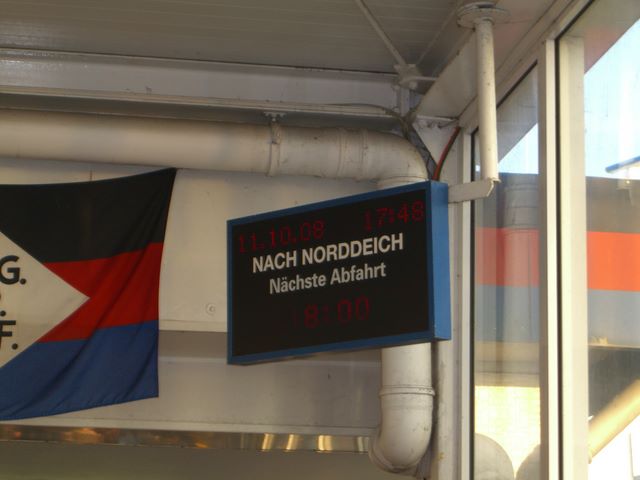 G.
F.
11.10.08 17:48
NACH NORDDEICH
Nächste Abfahrt
18:00